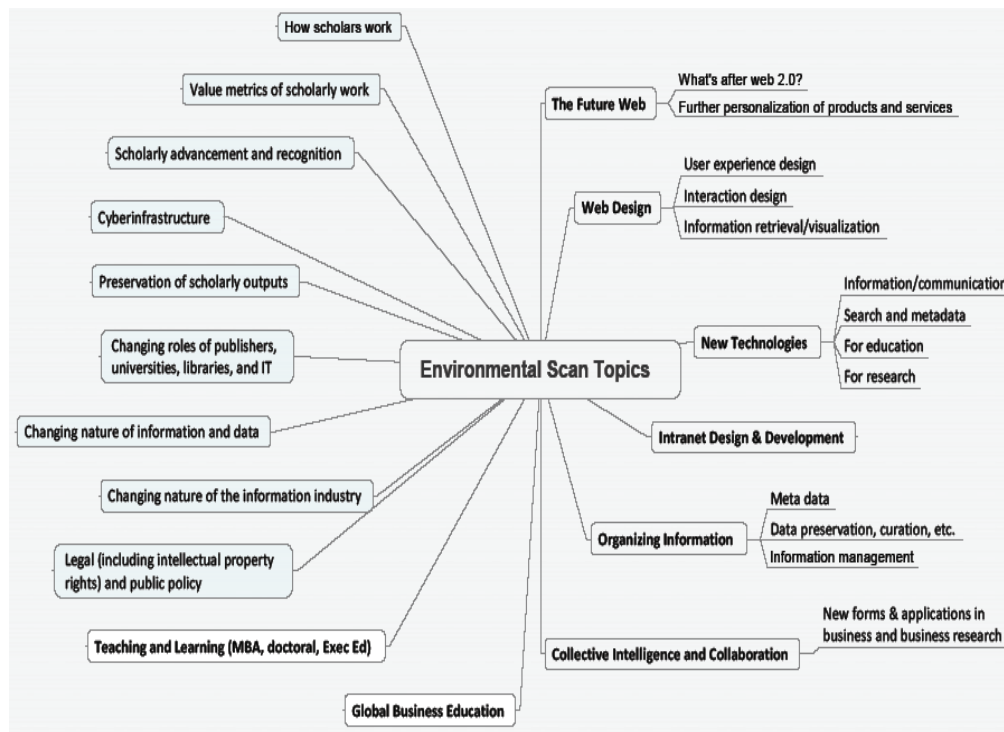 How scholars work
Value metrics of scholarly work
Scholarly advancement and recognition
Cyberinfrastructure
Preservation of scholarly outputs
Changing roles of publishers,
universities, libraries, and IT
Changing nature of information and data
Changing nature of the information industry
Legal (including intellectual property
rights) and public policy
Teaching and Learning (MBA, doctoral, Exec Ed)
Global Business Education
Environmental Scan Topics
The Future Web
What's after web 2.0?
Further personalization of products and services
Web Design
User experience design
Interaction design
Information retrieval/visualization
New Technologies
Information/communication
Search and metadata
For education
For research
Intranet Design & Development
Organizing Information
Meta data
Data preservation, curation, etc.
Information management
Collective Intelligence and Collaboration
New forms & applications in
business and business research